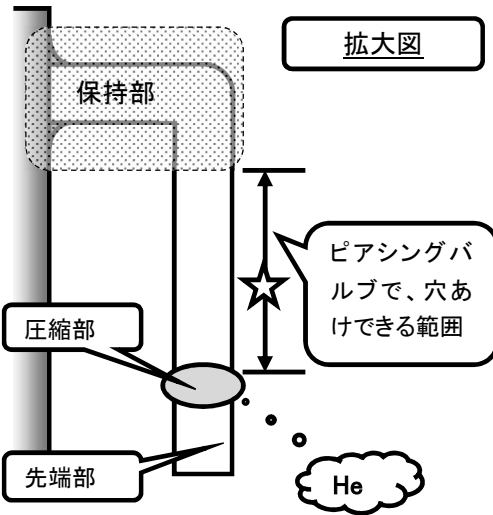 拡大図
保持部
ピアシングバ
ルブで、穴あ
けできる範囲
圧縮部
先端部
He